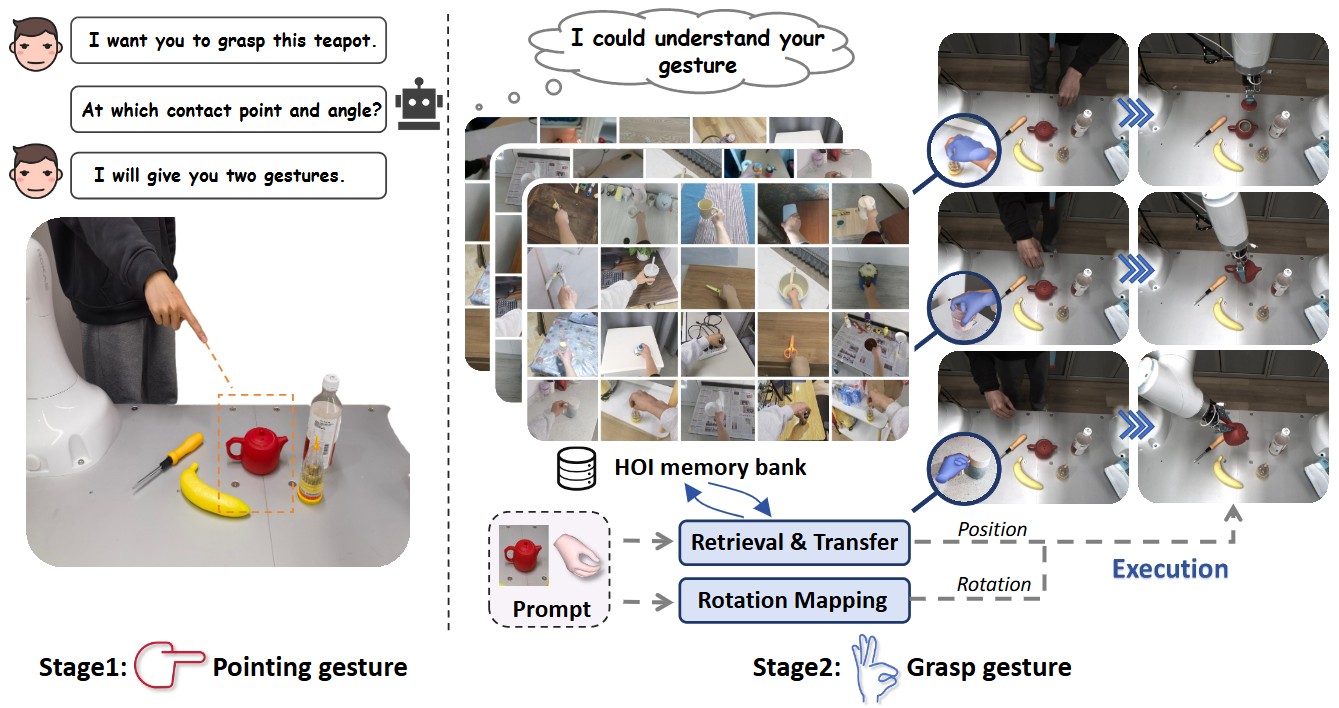 I want you to grasp this teapot.
At which contact point and angle?
I will give you two gestures.
I could understand your
gesture
HOI memory bank
Prompt
Retrieval & Transfer
Rotation Mapping
Position
Rotation
Execution
Stage1: Pointing gesture
Stage2: Grasp gesture